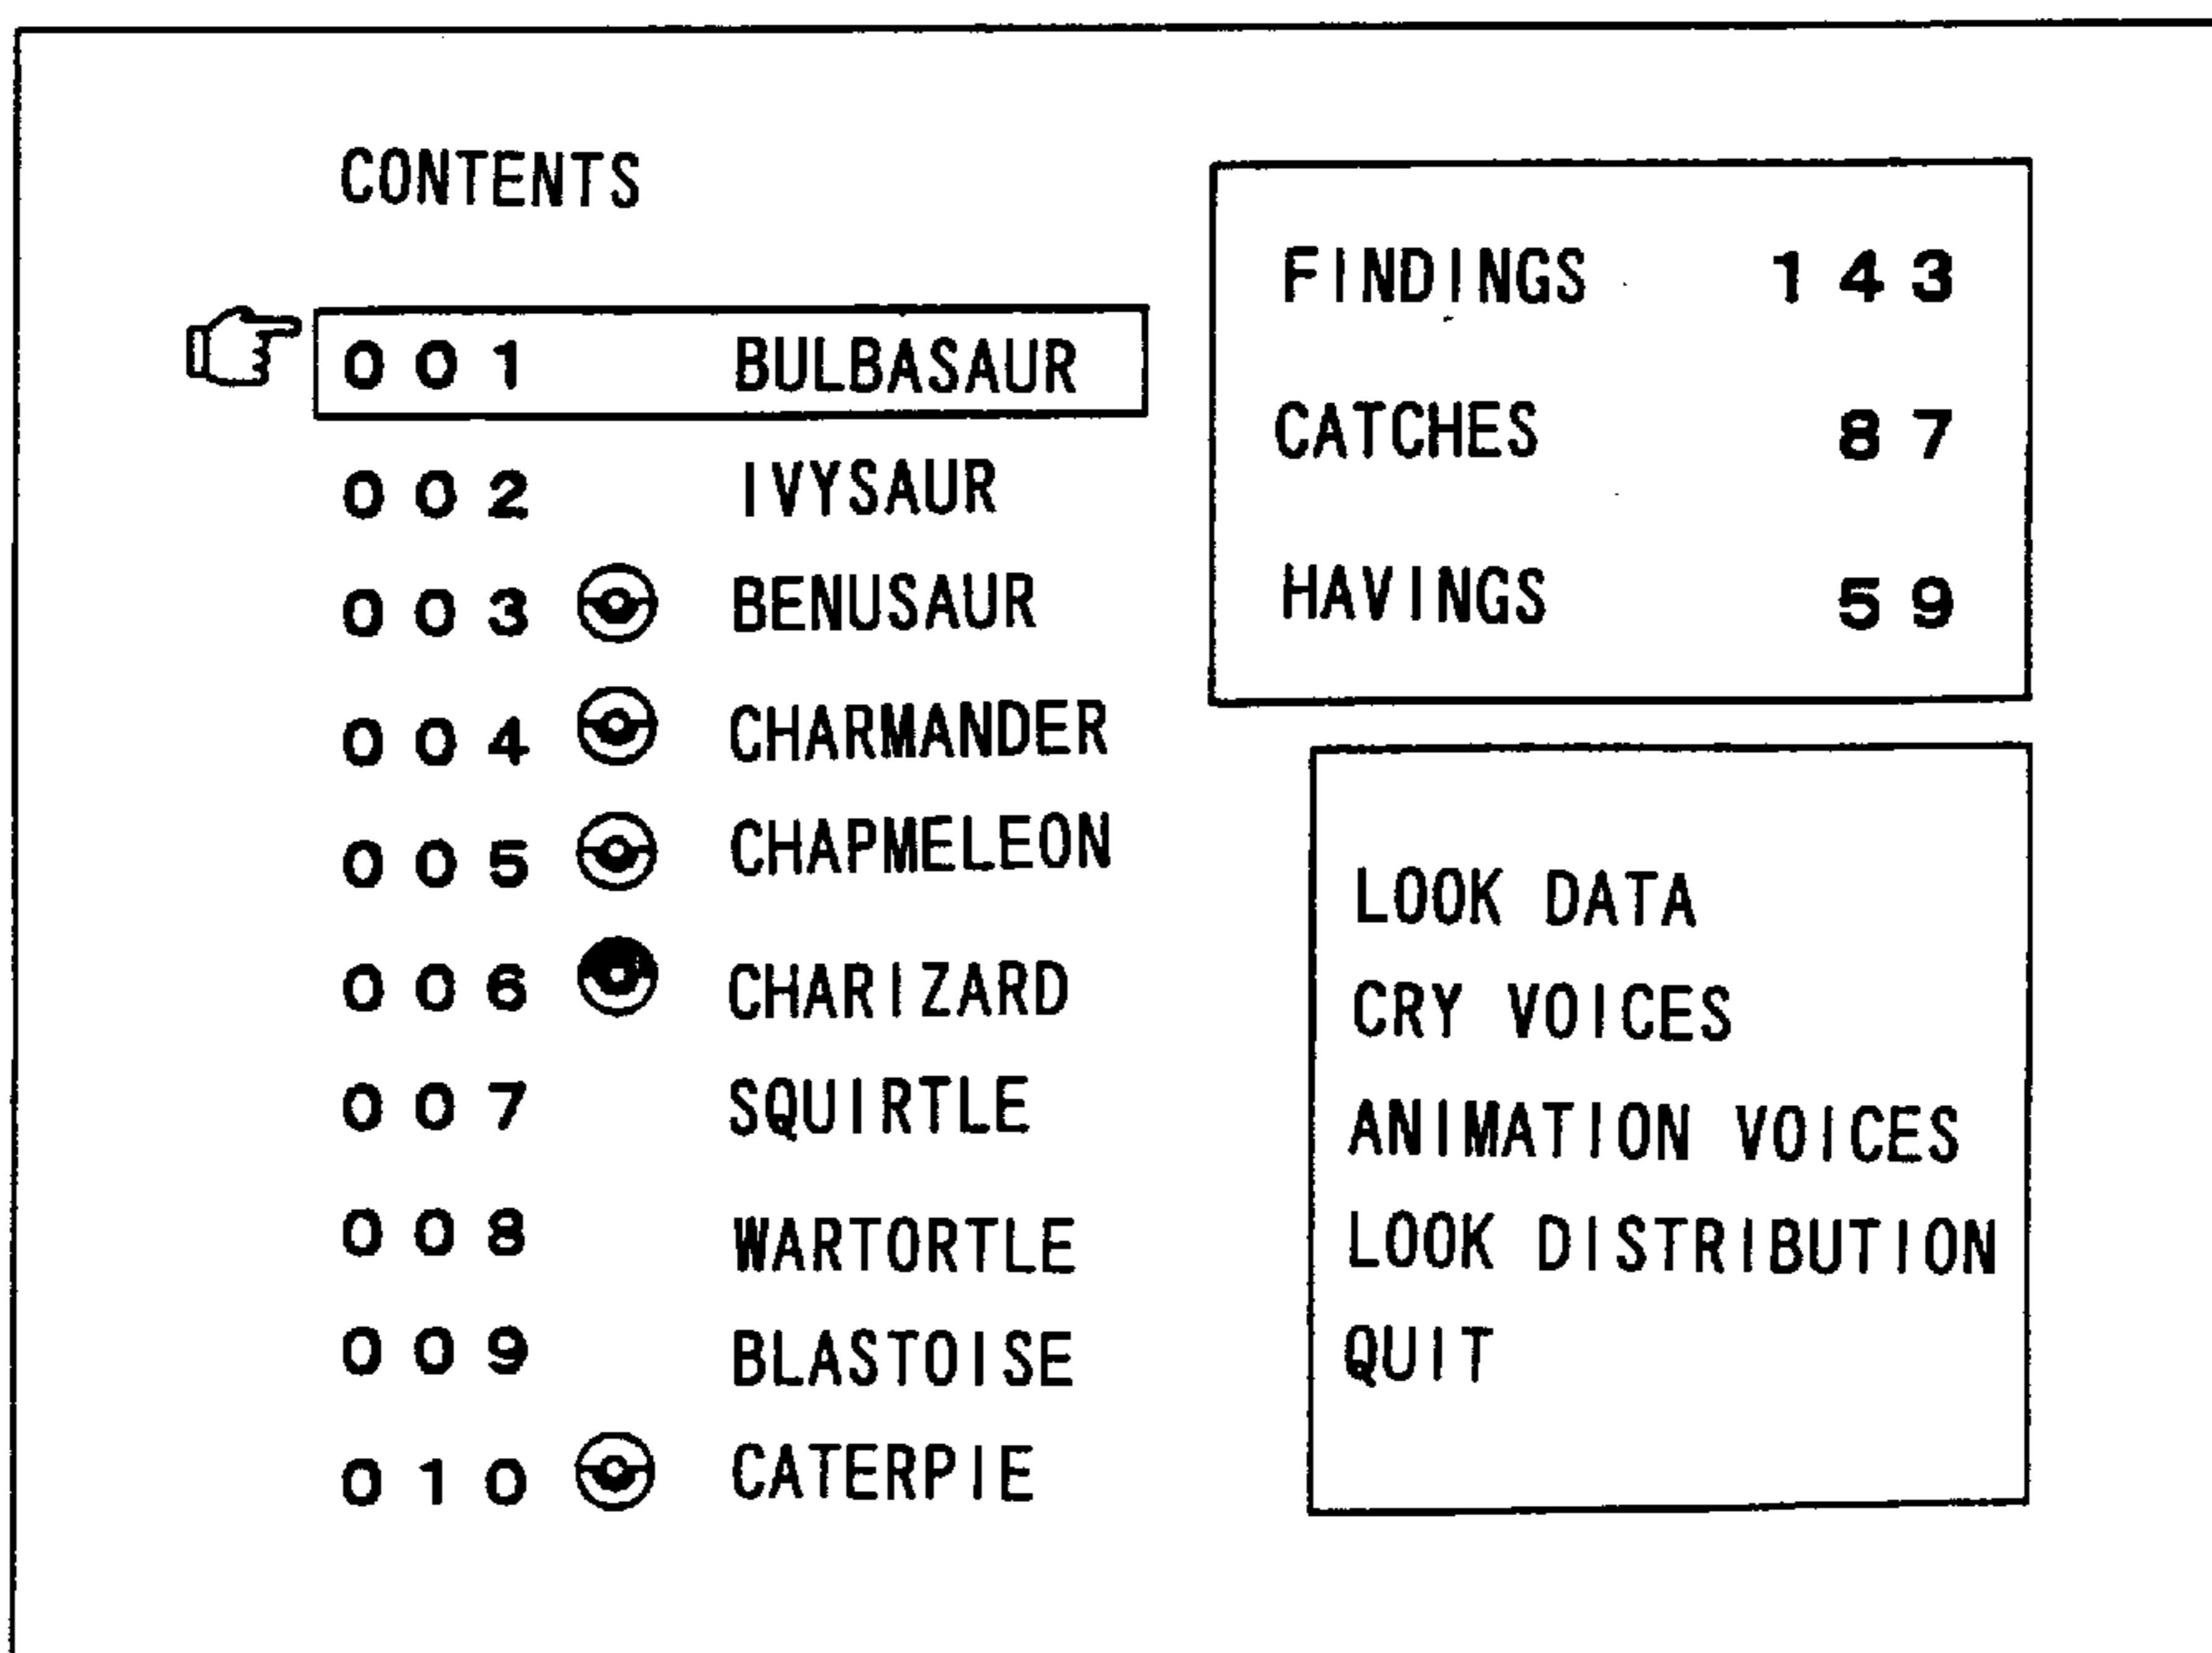 CONTENTS
001 BULBASAUR
002 IVYSAUR
003 BENUSAUR
004 CHARMANDER
005 CHAPMELEON
006 CHARIZARD
007 SQUIRTLE
008 WARTORTLE
009 BLASTOISE
010 CATERPIE
FINDINGS 143
CATCHES 87
HAVINGS 59
LOOK DATA
CRY VOICES
ANIMATION VOICES
LOOK DISTRIBUTION
QUIT